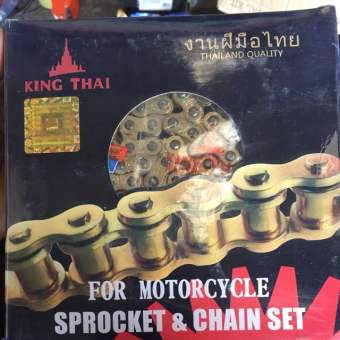 งานฝีมือไทย
THAILAND QUALITY
KING THAI
FOR MOTORCYCLE
SPROCKET & CHAIN SET